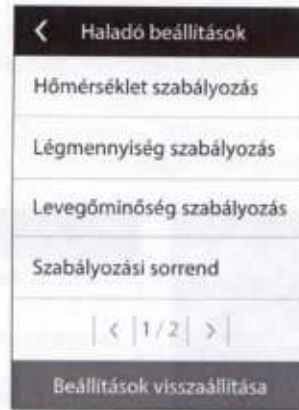 < Haladó beállítások
Hőmérséklet szabályozás
Légmennyiség szabályozás
Levegőminőség szabályozás
Szabályozási sorrend
< 1/2 >
Beállítások visszaállítása